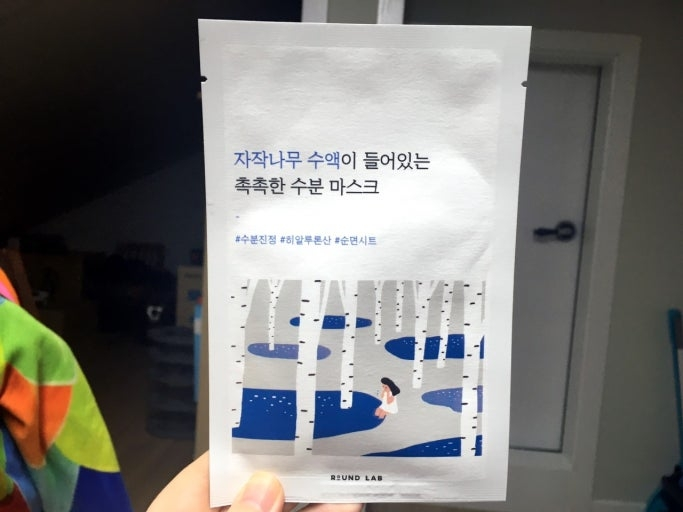 자작나무 수액이 들어있는
촉촉한 수분 마스크
-
#수분진정 #히알루론산 #순면시트
ROUND LAB